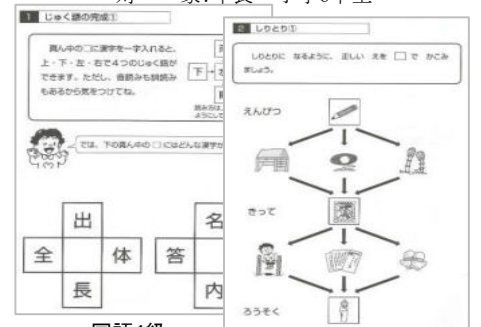 1 じゅく語の完成①
真ん中の□に漢字を一字入れると、
上・下・左・右で4つのじゅく語が
できます。ただし、音読みも訓読み
もあるから気をつけてね。
下
では、下の真ん中の□にはどんな漢字が
出
全 体
長
名
答
内
2 しりとり①
しりとりに なるように、正しい えを □で かこみ
ましょう。
えんぴつ
きって
ろうそく